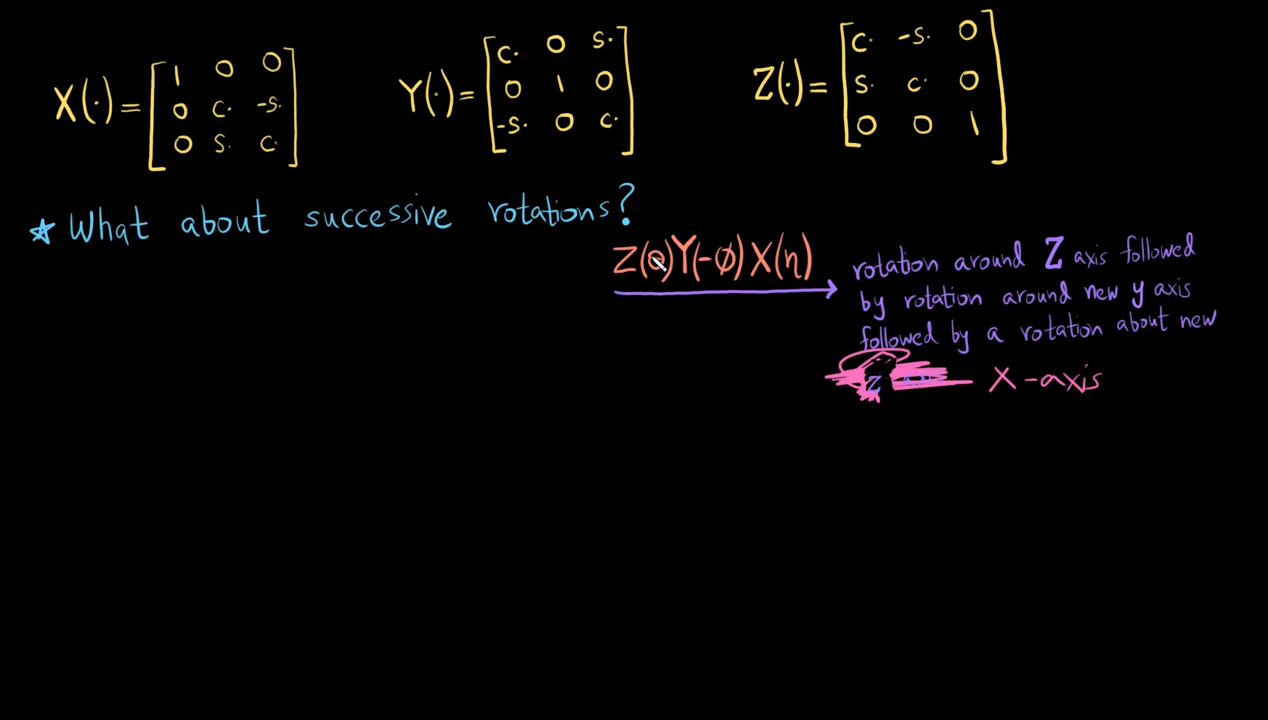 X(·) = [1 0 0
0 c· -s·
0 s· c·]
Y(·) = [c· 0 s·
0 1 0
-s· 0 c·]
Z(·) = [c· -s· 0
s· c· 0
0 0 1]
* What about successive rotations?
Z(θ)Y(-φ)X(η)
rotation around Z axis followed
by rotation around new y axis
followed by a rotation about new
X-axis